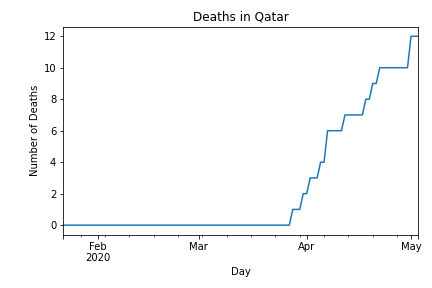 Deaths in Qatar
12
10
8
6
4
2
0
Number of Deaths
Feb
2020
Mar
Apr
May
Day